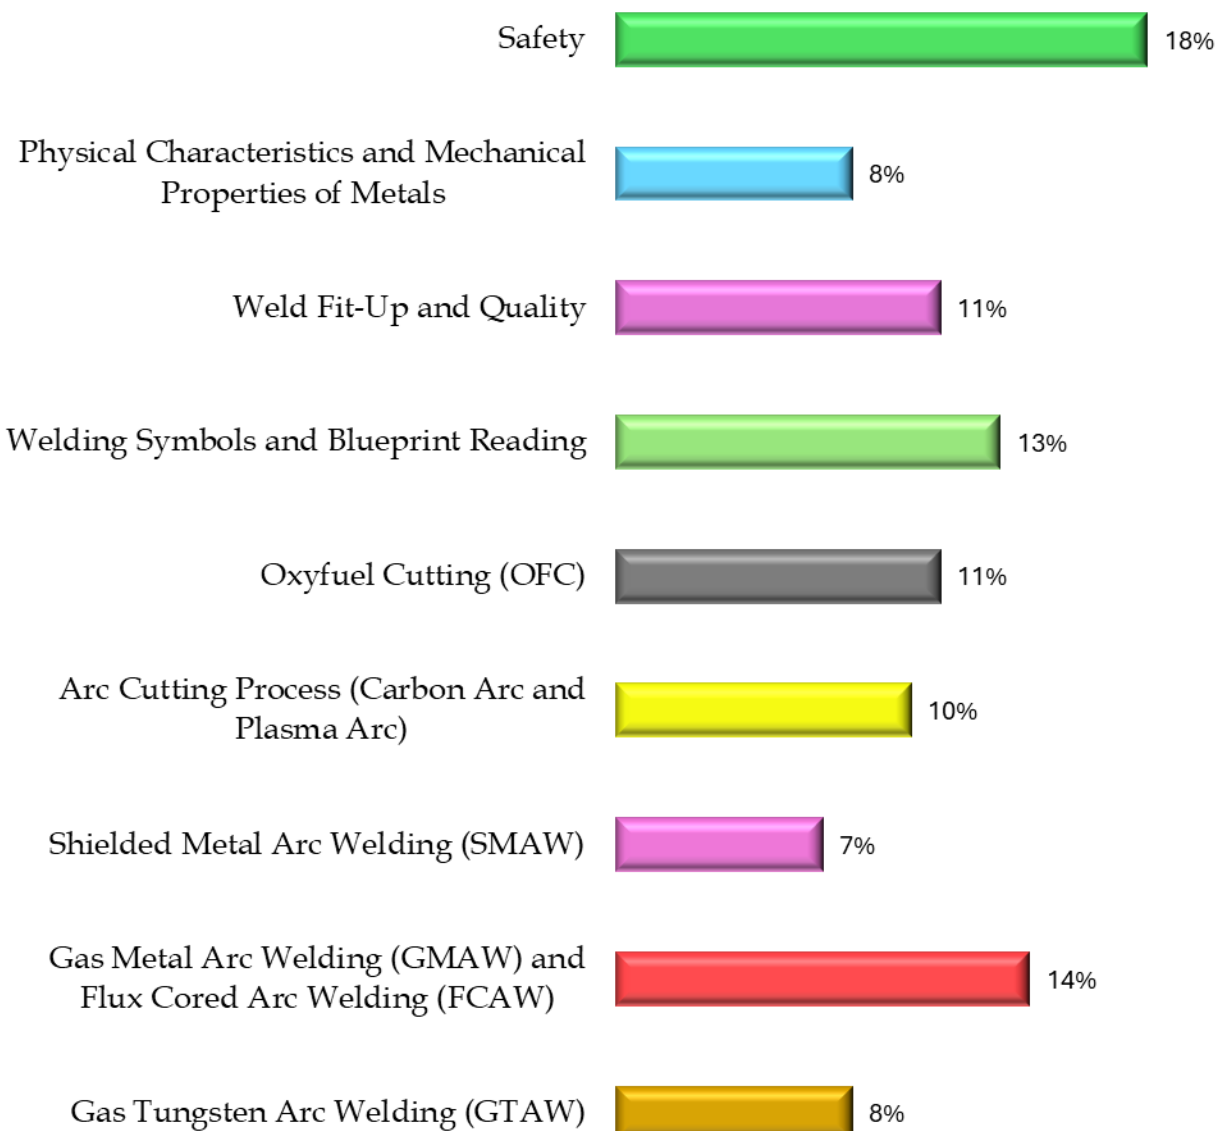 Safety
18%
Physical Characteristics and Mechanical
Properties of Metals
8%
Weld Fit-Up and Quality
11%
Welding Symbols and Blueprint Reading
13%
Oxyfuel Cutting (OFC)
11%
Arc Cutting Process (Carbon Arc and
Plasma Arc)
10%
Shielded Metal Arc Welding (SMAW)
7%
Gas Metal Arc Welding (GMAW) and
Flux Cored Arc Welding (FCAW)
14%
Gas Tungsten Arc Welding (GTAW)
8%